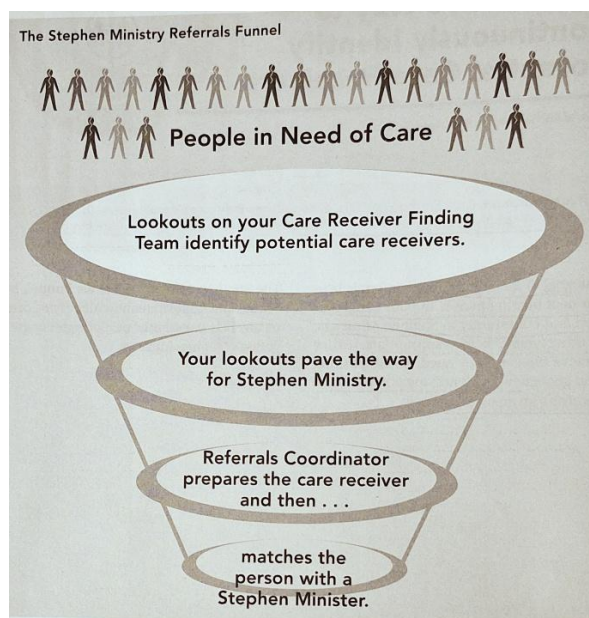 The Stephen Ministry Referrals Funnel
People in Need of Care
Lookouts on your Care Receiver Finding
Team identify potential care receivers.
Your lookouts pave the way
for Stephen Ministry.
Referrals Coordinator
prepares the care receiver
and then . . .
matches the
person with a
Stephen Minister.